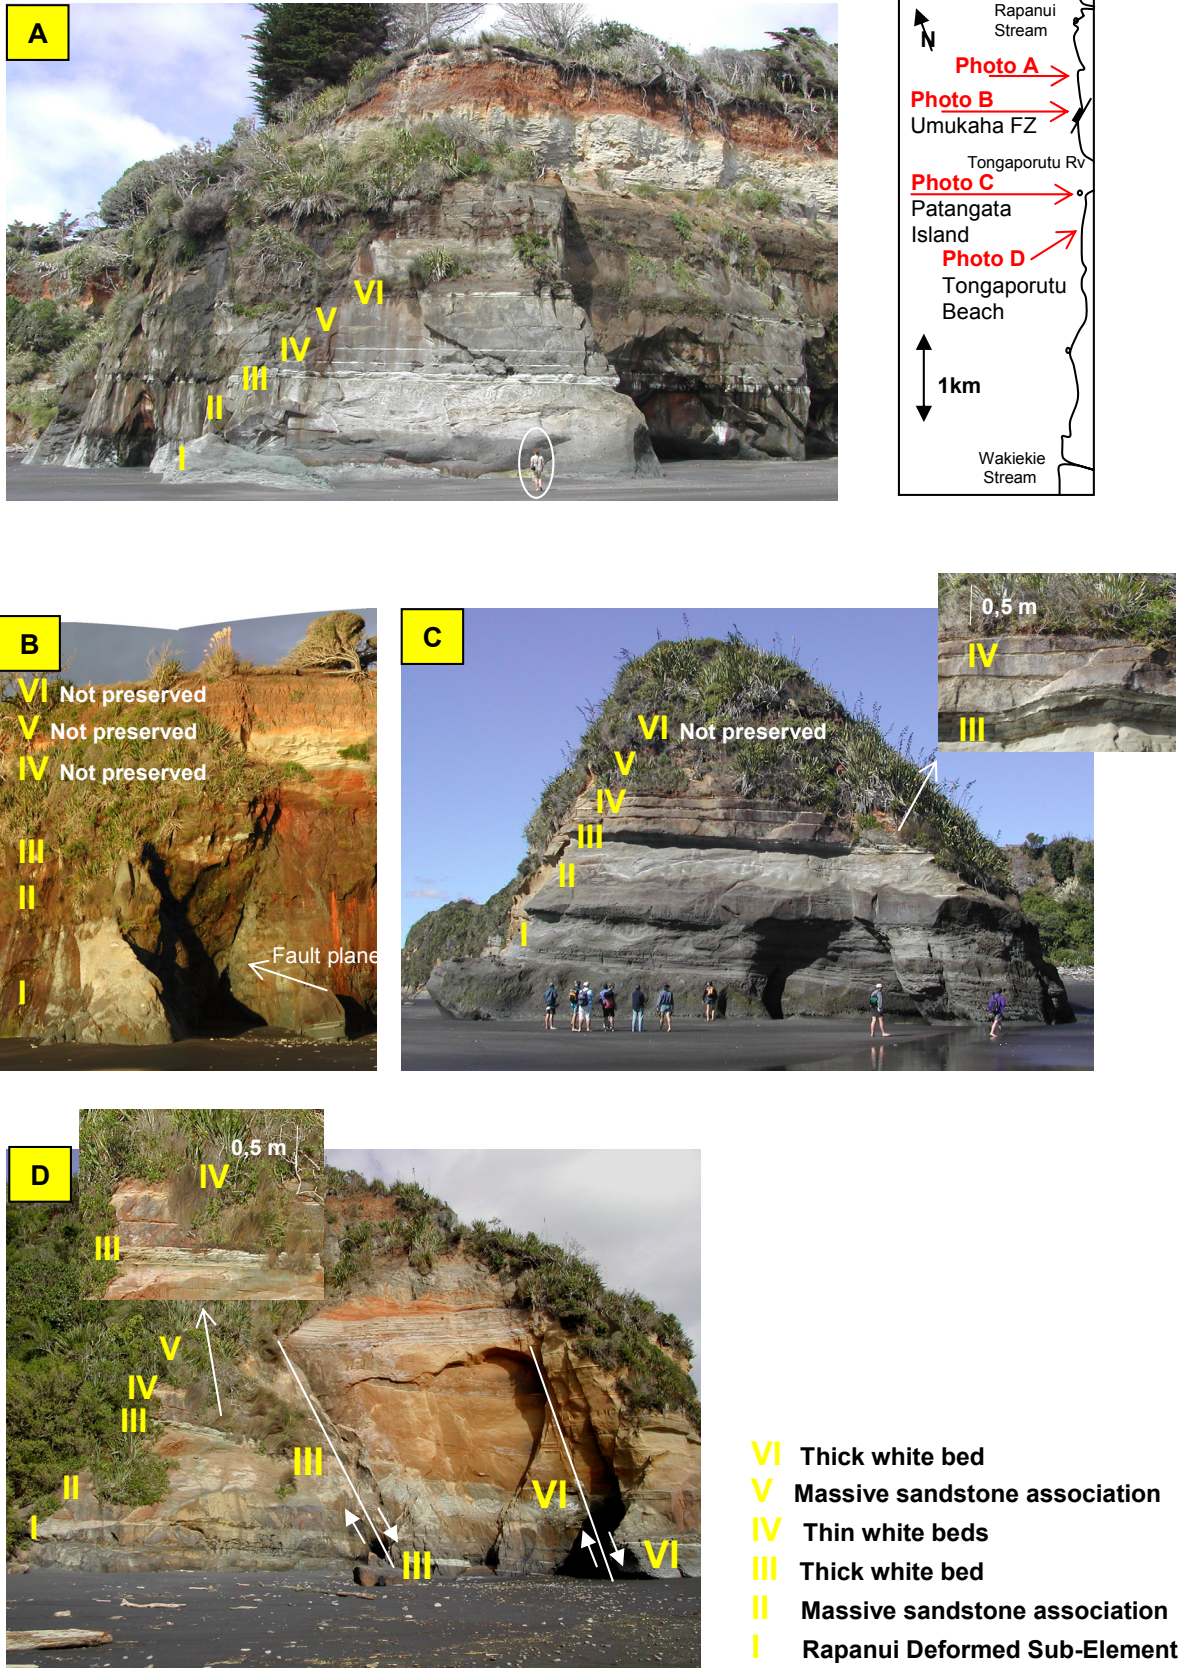 A
VI
V
IV
III
II
I
N
Rapanui
Stream
Photo A
Photo B
Umukaha FZ
Tongaporutu Rv
Photo C
Patangata
Island
Photo D
Tongaporutu
Beach
1km
Wakiekie
Stream
B
VI Not preserved
V Not preserved
IV Not preserved
III
II
I
Fault plane
C
VI Not preserved
V
IV
III
II
I
0,5 m
IV
III
D
0,5 m
IV
III
V
IV
III
II
I
III
III
VI
VI
VI Thick white bed
V Massive sandstone association
IV Thin white beds
III Thick white bed
II Massive sandstone association
I Rapanui Deformed Sub-Element